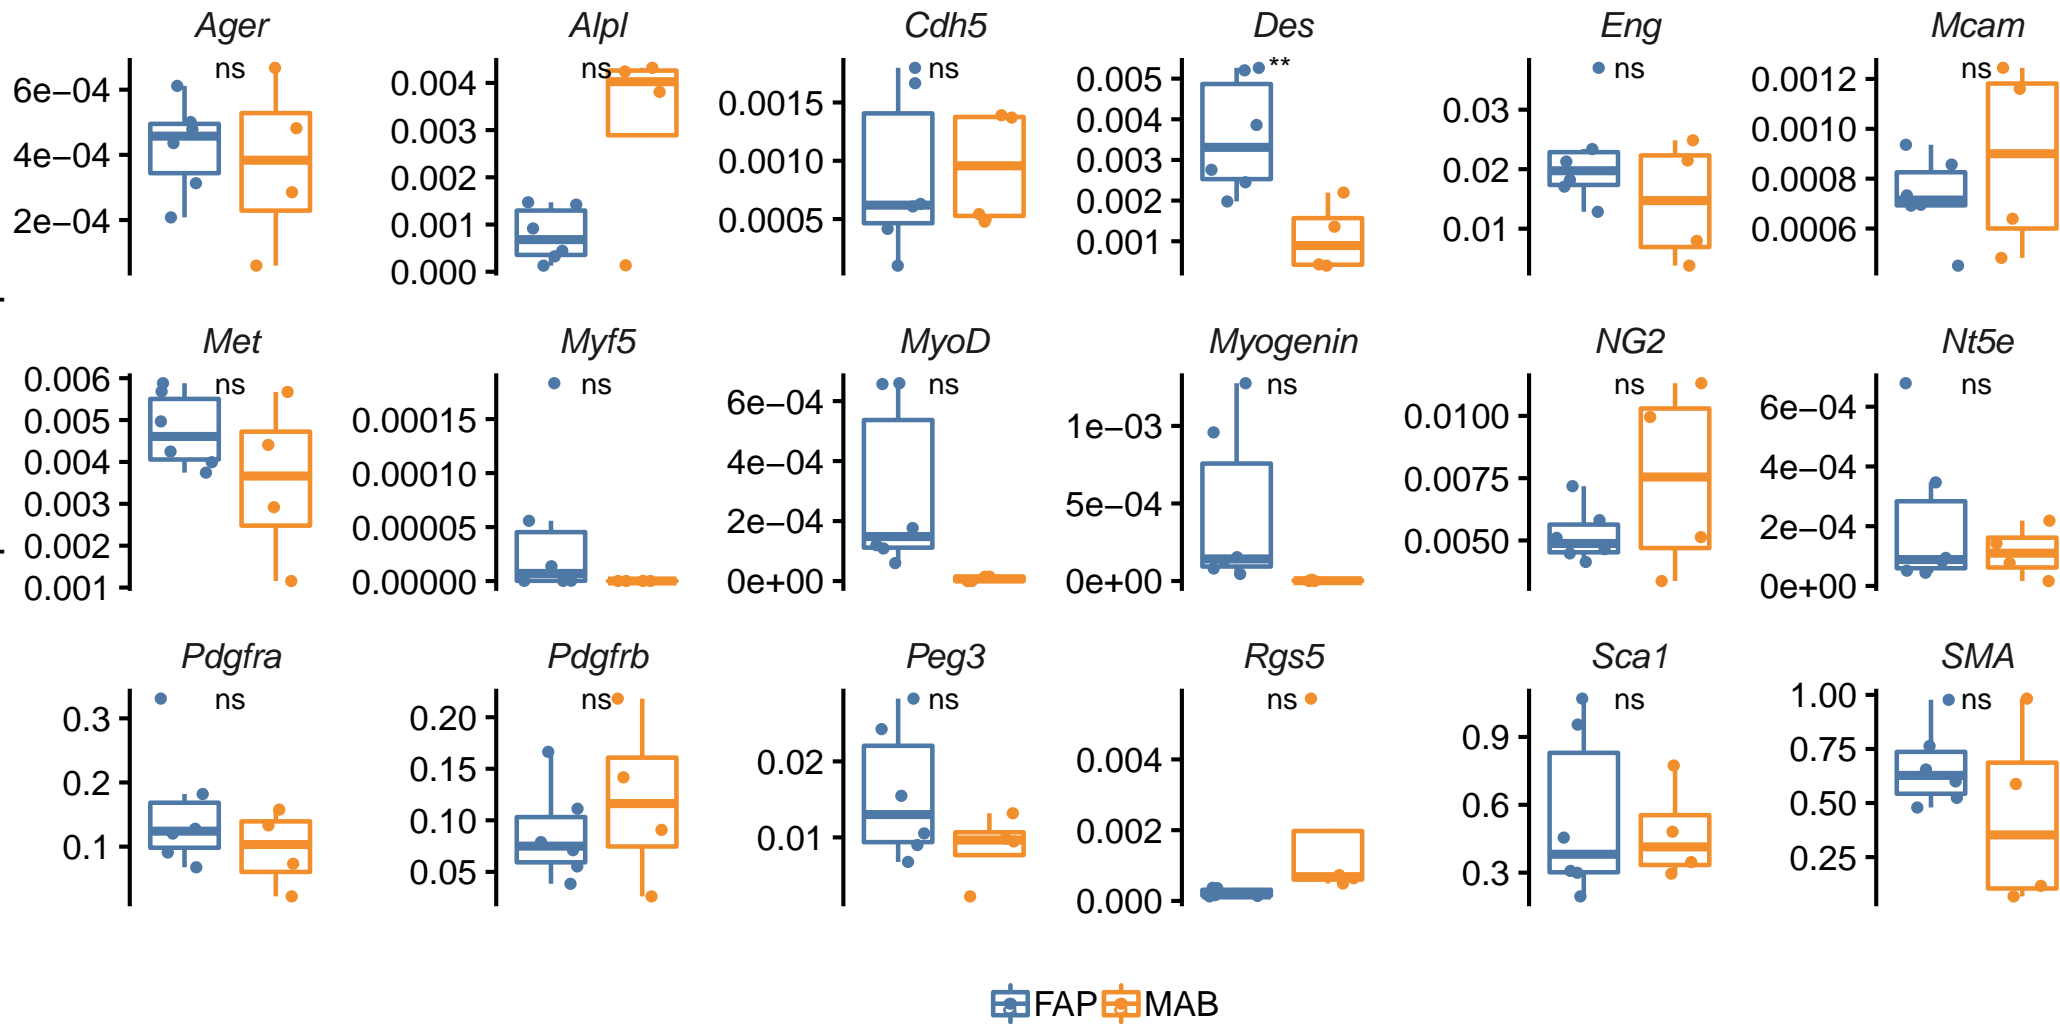 Ager Alpl Cdh5 Des Eng Mcam
ns ns ns ** ns ns
6e−04 4e−04 2e−04
0.004 0.003 0.002 0.001 0.000
0.0015 0.0010 0.0005
0.005 0.004 0.003 0.002 0.001
0.03 0.02 0.01
0.0012 0.0010 0.0008 0.0006
Met Myf5 MyoD Myogenin NG2 Nt5e
ns ns ns ns ns ns
0.006 0.005 0.004 0.003 0.002 0.001
0.00015 0.00010 0.00005 0.00000
6e−04 4e−04 2e−04 0e+00
1e−03 5e−04 0e+00
0.0100 0.0075 0.0050
6e−04 4e−04 2e−04 0e+00
Pdgfra Pdgfrb Peg3 Rgs5 Sca1 SMA
ns ns ns ns ns ns
0.3 0.2 0.1
0.20 0.15 0.10 0.05
0.02 0.01
0.004 0.002 0.000
0.9 0.6 0.3
1.00 0.75 0.50 0.25
FAP MAB